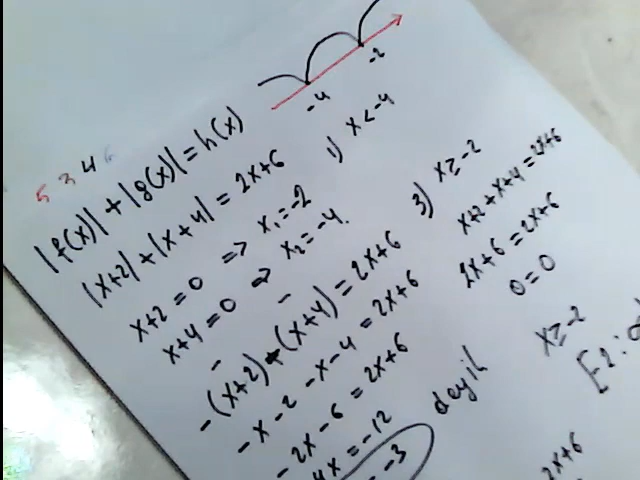 5 3 4 6
-4 -2
|f(x)| + |g(x)| = h(x)
|x+2| + |x+4| = 2x+6
x+2=0 => x₁=-2
x+4=0 => x₂=-4.
1) x<-4
-(x+2) - (x+4) = 2x+6
-x-2 -x-4 = 2x+6
-2x-6 = 2x+6
4x = -12
= -3
deyil
3) x≥-2
x+2+x+4=2x+6
2x+6=2x+6
0=0
x≥-2
[-2;
2x+6